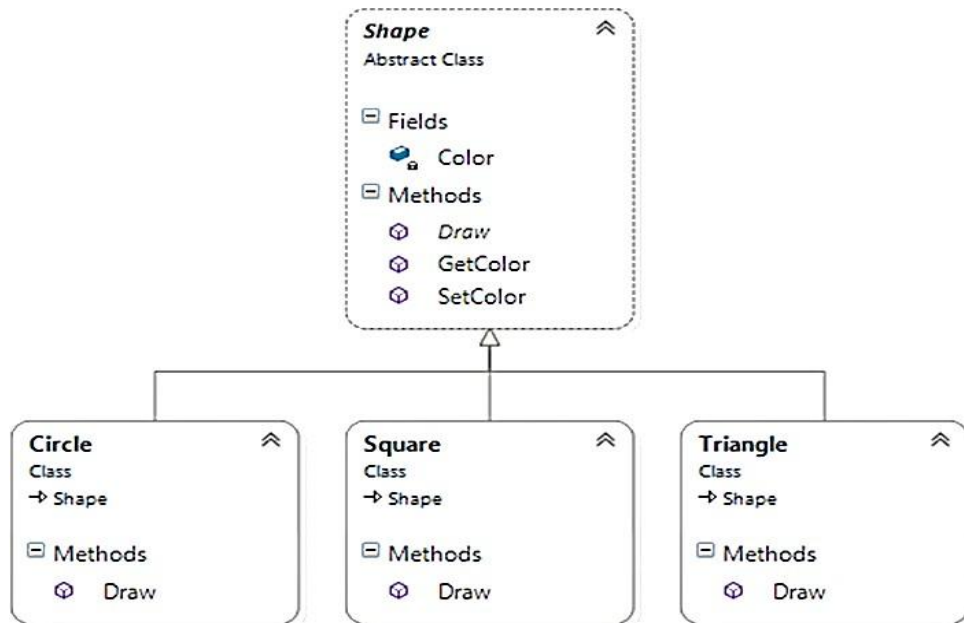 Shape
Abstract Class
Fields
Color
Methods
Draw
GetColor
SetColor
Circle
Class
Shape
Methods
Draw
Square
Class
Shape
Methods
Draw
Triangle
Class
Shape
Methods
Draw